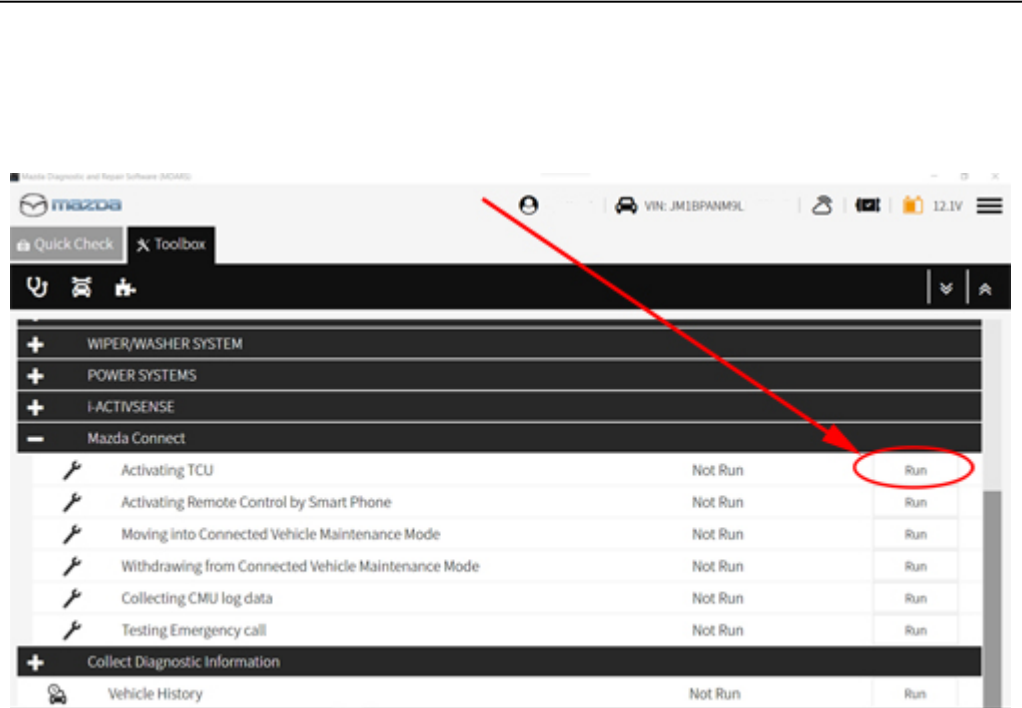 Mazda Diagnostic and Repair Software (MDARS)
mazda
VIN: JM1BPANM9L
12.1V
Quick Check
Toolbox
WIPER/WASHER SYSTEM
POWER SYSTEMS
i-ACTIVSENSE
Mazda Connect
Activating TCU Not Run Run
Activating Remote Control by Smart Phone Not Run Run
Moving into Connected Vehicle Maintenance Mode Not Run Run
Withdrawing from Connected Vehicle Maintenance Mode Not Run Run
Collecting CMU log data Not Run Run
Testing Emergency call Not Run Run
Collect Diagnostic Information
Vehicle History Not Run Run